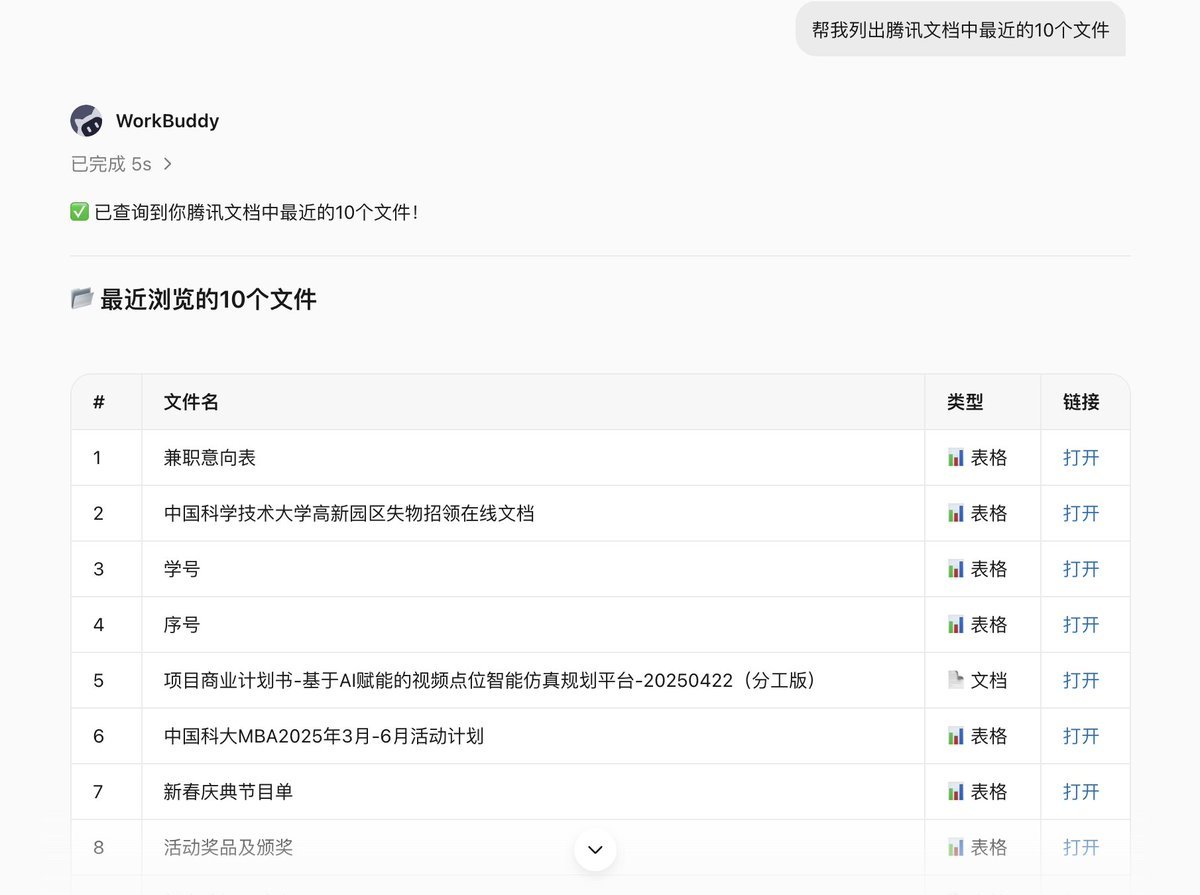 帮我列出腾讯文档中最近的10个文件
WorkBuddy
已完成 5s
已查询到你腾讯文档中最近的10个文件！
最近浏览的10个文件
# 文件名 类型 链接
1 兼职意向表 表格 打开
2 中国科学技术大学高新园区失物招领在线文档 表格 打开
3 学号 表格 打开
4 序号 表格 打开
5 项目商业计划书-基于AI赋能的视频点位智能仿真规划平台-20250422（分工版） 文档 打开
6 中国科大MBA2025年3月-6月活动计划 表格 打开
7 新春庆典节目单 表格 打开
8 活动奖品及颁奖 表格 打开